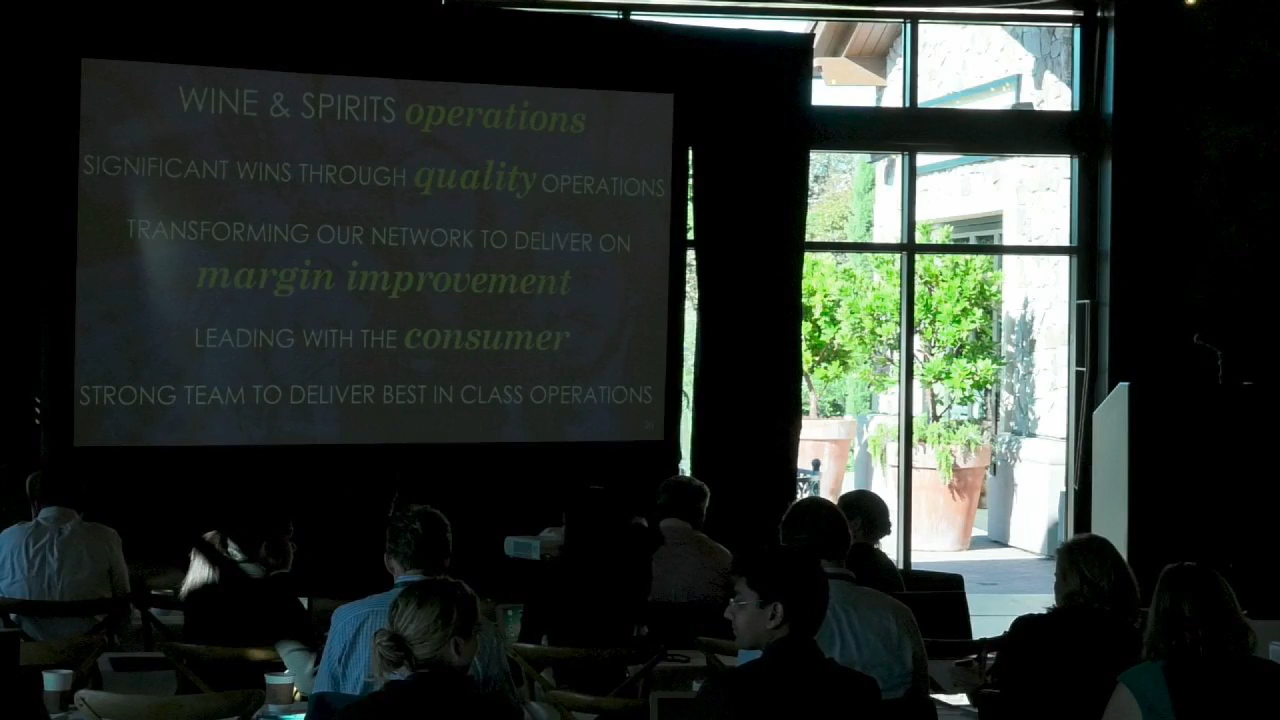 WINE & SPIRITS operations
SIGNIFICANT WINS THROUGH quality OPERATIONS
TRANSFORMING OUR NETWORK TO DELIVER ON
margin improvement
LEADING WITH THE consumer
STRONG TEAM TO DELIVER BEST IN CLASS OPERATIONS